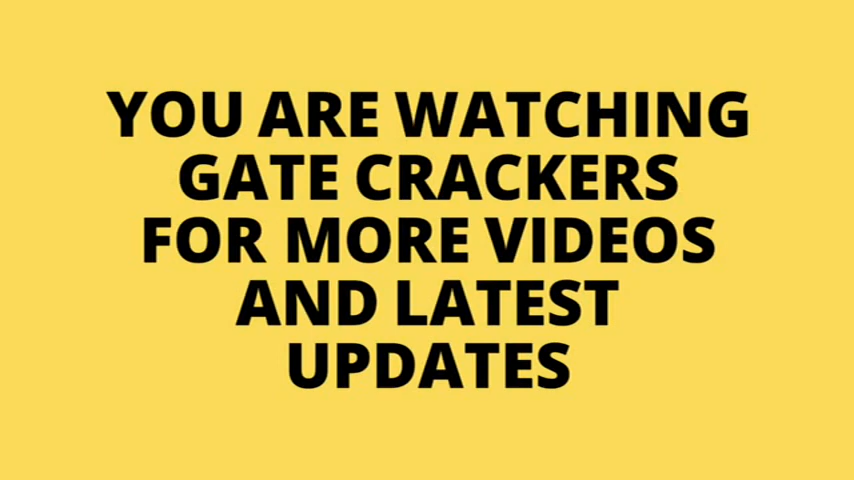 YOU ARE WATCHING
GATE CRACKERS
FOR MORE VIDEOS
AND LATEST
UPDATES